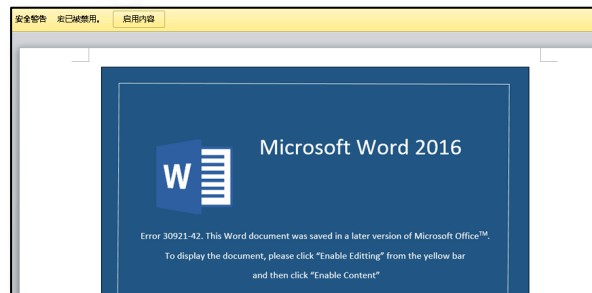 安全警告 宏已被禁用。 启用内容
Microsoft Word 2016
W
Error 30921-42. This Word document was saved in a later version of Microsoft Office™.
To display the document, please click “Enable Editting” from the yellow bar
and then click “Enable Content”